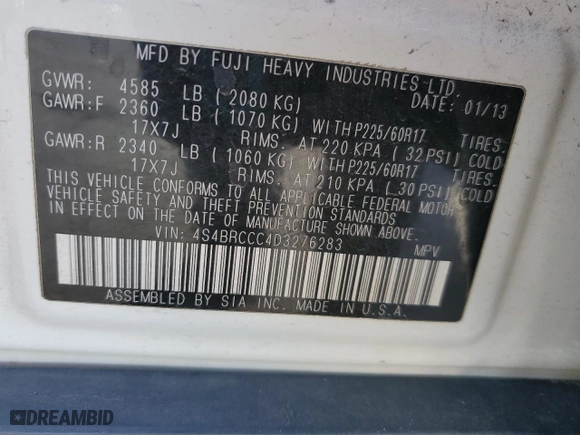 MFD BY FUJI HEAVY INDUSTRIES LTD.
GVWR: 4585 LB ( 2080 KG) DATE: 01/13
GAWR:F 2360 LB ( 1070 KG) WITH P225/60R17 TIRES.
17X7J RIMS. AT 220 KPA ( 32 PSI) COLD
GAWR:R 2340 LB ( 1060 KG) WITH P225/60R17 TIRES.
17X7J RIMS. AT 210 KPA ( 30 PSI) COLD
THIS VEHICLE CONFORMS TO ALL APPLICABLE FEDERAL MOTOR
VEHICLE SAFETY AND THEFT PREVENTION STANDARDS
IN EFFECT ON THE DATE OF MANUFACTURE SHOWN ABOVE.
VIN: 4S4BRCCC4D3276283 MPV
ASSEMBLED BY SIA INC. MADE IN U.S.A.
DREAMBID